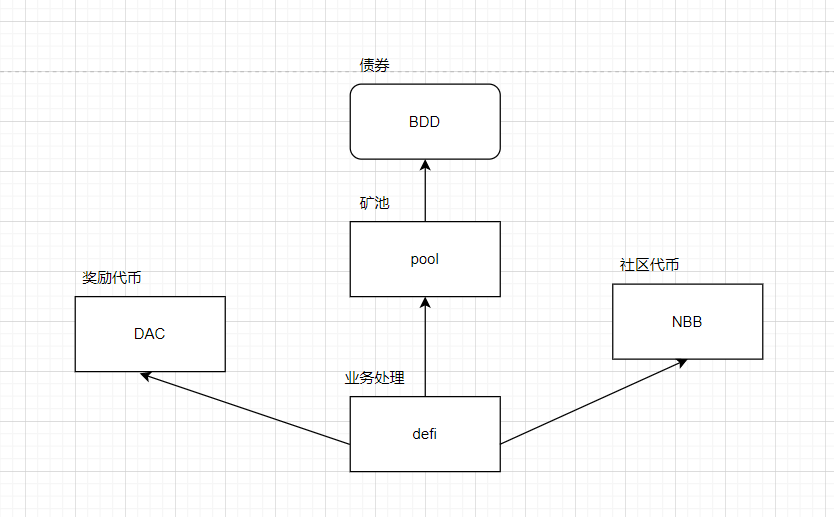 债券
BDD
矿池
pool
奖励代币
DAC
社区代币
NBB
业务处理
defi